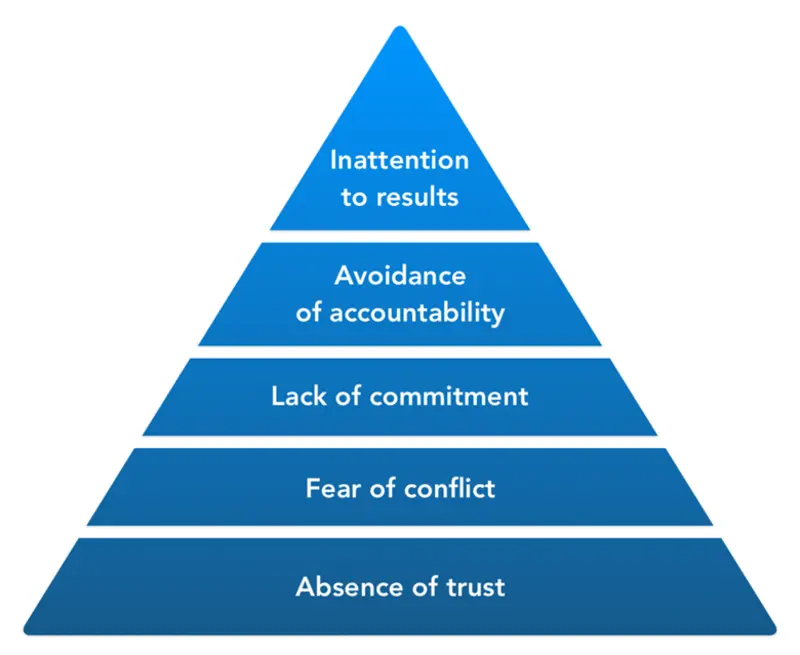 Inattention
to results
Avoidance
of accountability
Lack of commitment
Fear of conflict
Absence of trust